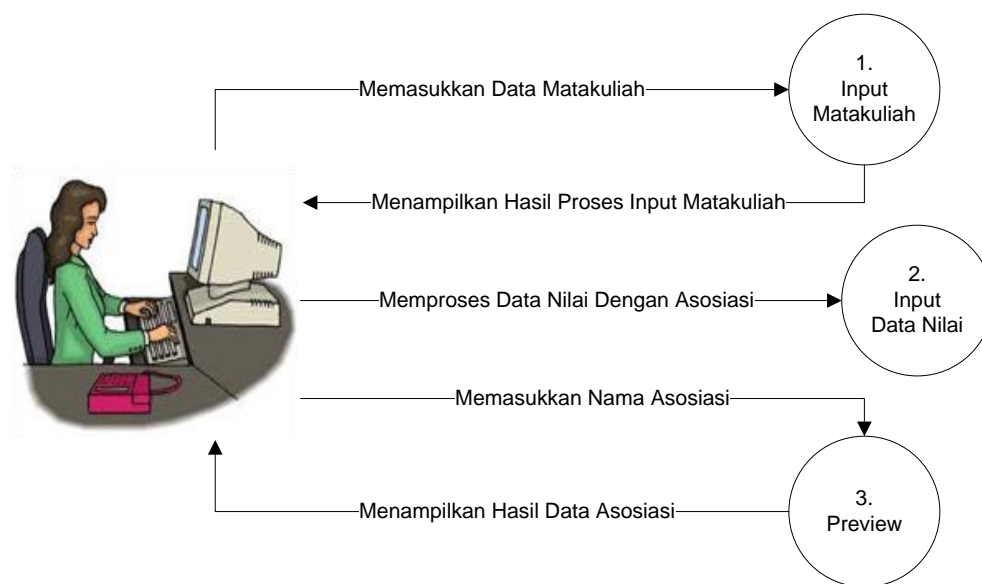 Memasukkan Data Matakuliah
1.
Input
Matakuliah
Menampilkan Hasil Proses Input Matakuliah
Memproses Data Nilai Dengan Asosiasi
2.
Input
Data Nilai
Memasukkan Nama Asosiasi
Menampilkan Hasil Data Asosiasi
3.
Preview